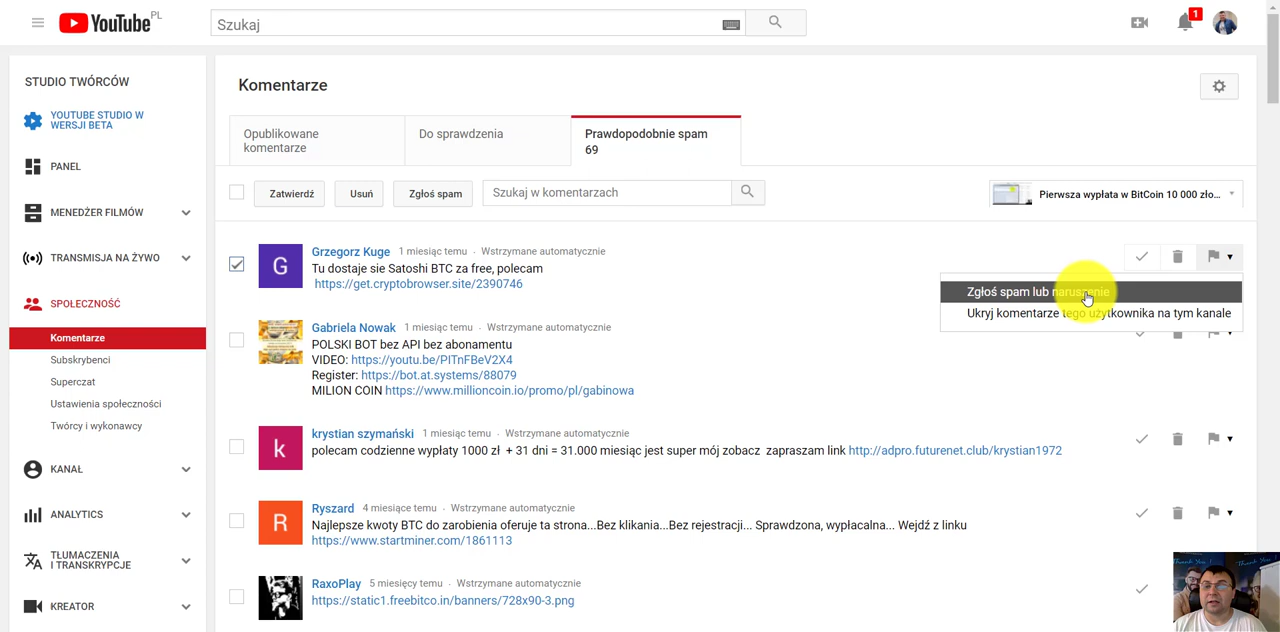 YouTube PL
Szukaj
1
STUDIO TWÓRCÓW
YOUTUBE STUDIO W
WERSJI BETA
PANEL
MENEDŻER FILMÓW
TRANSMISJA NA ŻYWO
SPOŁECZNOŚĆ
Komentarze
Subskrybenci
Superczat
Ustawienia społeczności
Twórcy i wykonawcy
KANAŁ
ANALYTICS
TŁUMACZENIA
I TRANSKRYPCJE
KREATOR
Komentarze
Opublikowane
komentarze
Do sprawdzenia
Prawdopodobnie spam
69
Zatwierdź
Usuń
Zgłoś spam
Szukaj w komentarzach
Pierwsza wypłata w BitCoin 10 000 zło...
G
Grzegorz Kuge 1 miesiąc temu · Wstrzymane automatycznie
Tu dostaje sie Satoshi BTC za free, polecam
https://get.cryptobrowser.site/2390746
Zgłoś spam lub naruszenie
Ukryj komentarze tego użytkownika na tym kanale
Gabriela Nowak 1 miesiąc temu · Wstrzymane automatycznie
POLSKI BOT bez API bez abonamentu
VIDEO: https://youtu.be/PITnFBeV2X4
Register: https://bot.at.systems/88079
MILION COIN https://www.millioncoin.io/promo/pl/gabinowa
k
krystian szymański 1 miesiąc temu · Wstrzymane automatycznie
polecam codzienne wypłaty 1000 zł + 31 dni = 31.000 miesiąc jest super mój zobacz zapraszam link http://adpro.futurenet.club/krystian1972
R
Ryszard 4 miesiące temu · Wstrzymane automatycznie
Najlepsze kwoty BTC do zarobienia oferuje ta strona...Bez klikania...Bez rejestracji... Sprawdzona, wypłacalna... Wejdź z linku
https://www.startminer.com/1861113
RaxoPlay 5 miesięcy temu · Wstrzymane automatycznie
https://static1.freebitco.in/banners/728x90-3.png